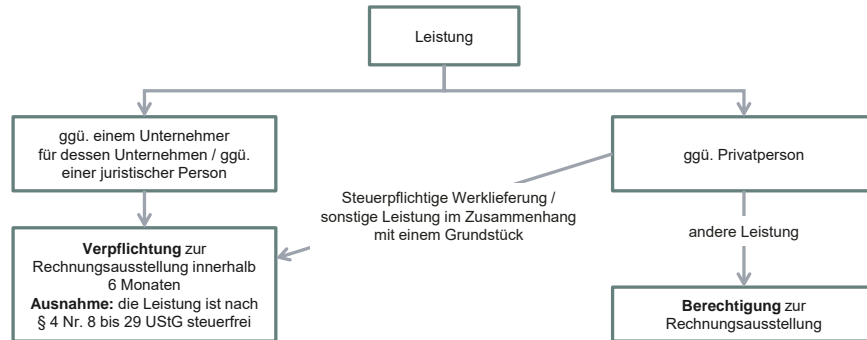 Leistung
ggü. einem Unternehmer
für dessen Unternehmen / ggü.
einer juristischer Person
ggü. Privatperson
Steuerpflichtige Werklieferung /
sonstige Leistung im Zusammenhang
mit einem Grundstück
andere Leistung
Verpflichtung zur
Rechnungsausstellung innerhalb
6 Monaten
Ausnahme: die Leistung ist nach
§ 4 Nr. 8 bis 29 UStG steuerfrei
Berechtigung zur
Rechnungsausstellung